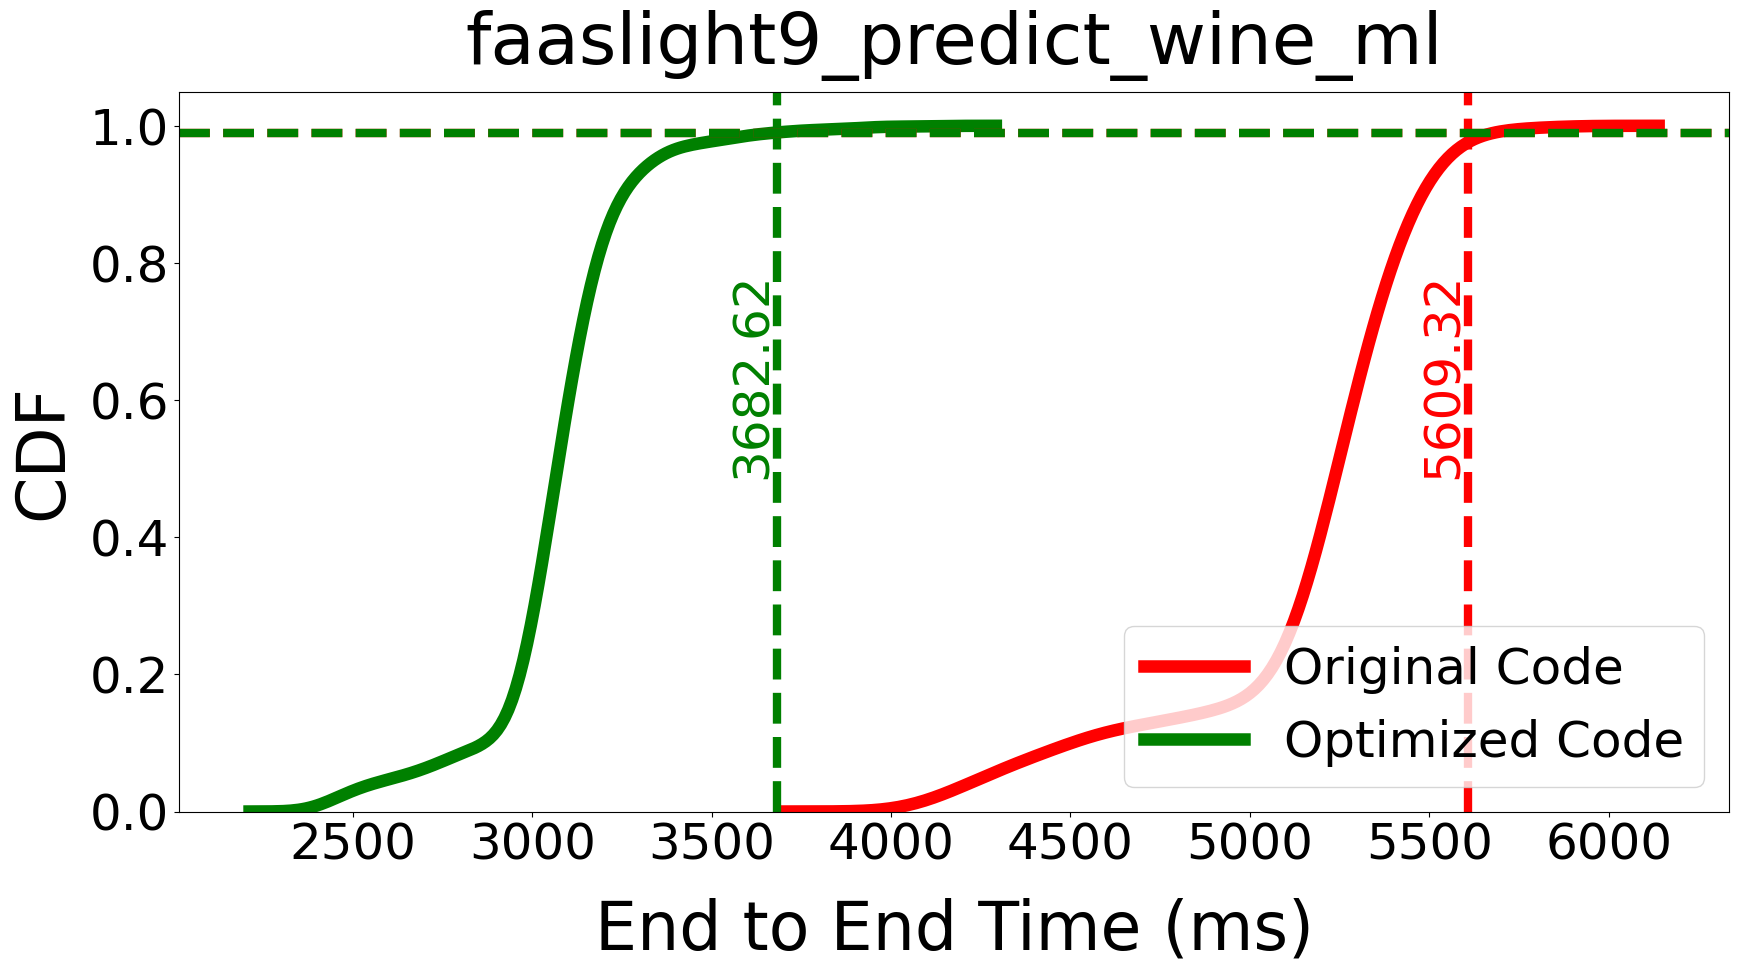 faaslight9_predict_wine_ml
CDF
1.0
0.8
0.6
0.4
0.2
0.0
3682.62
5609.32
Original Code
Optimized Code
2500 3000 3500 4000 4500 5000 5500 6000
End to End Time (ms)